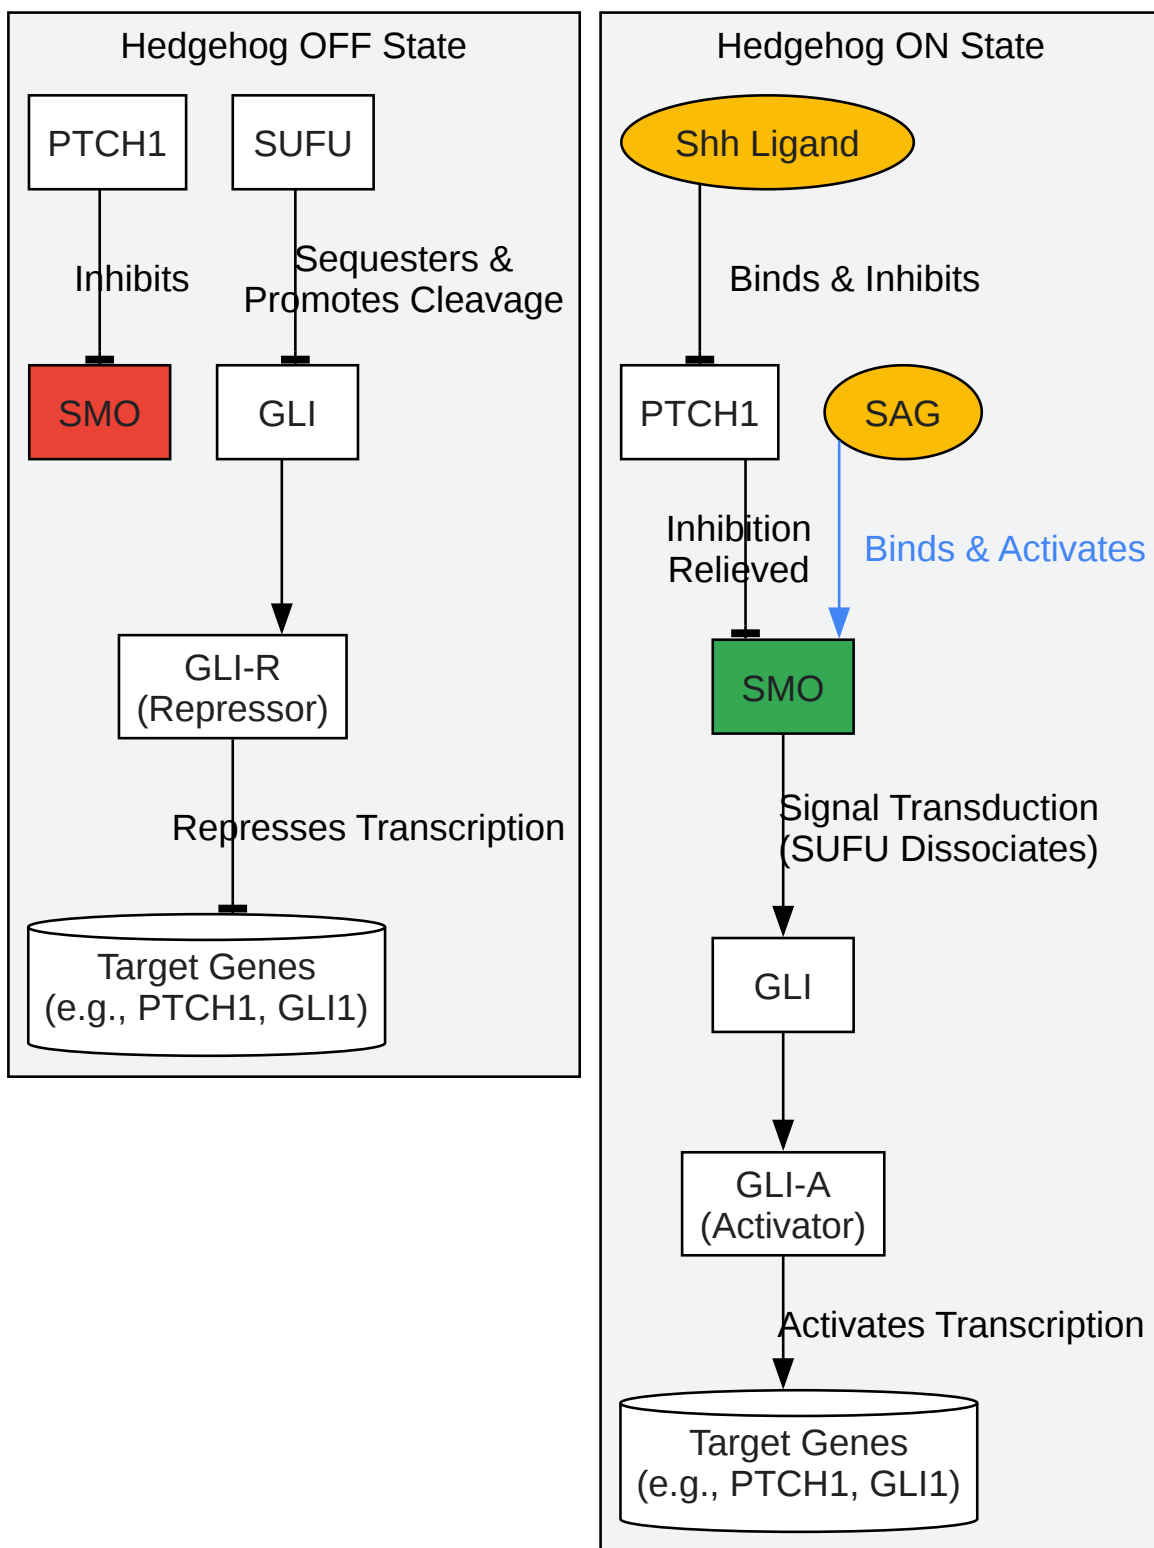 Hedgehog OFF State
PTCH1
SUFU
Inhibits
Sequesters &
Promotes Cleavage
SMO
GLI
GLI-R
(Repressor)
Represses Transcription
Target Genes
(e.g., PTCH1, GLI1)
Hedgehog ON State
Shh Ligand
Binds & Inhibits
PTCH1
SAG
Inhibition
Relieved
Binds & Activates
SMO
Signal Transduction
(SUFU Dissociates)
GLI
GLI-A
(Activator)
Activates Transcription
Target Genes
(e.g., PTCH1, GLI1)